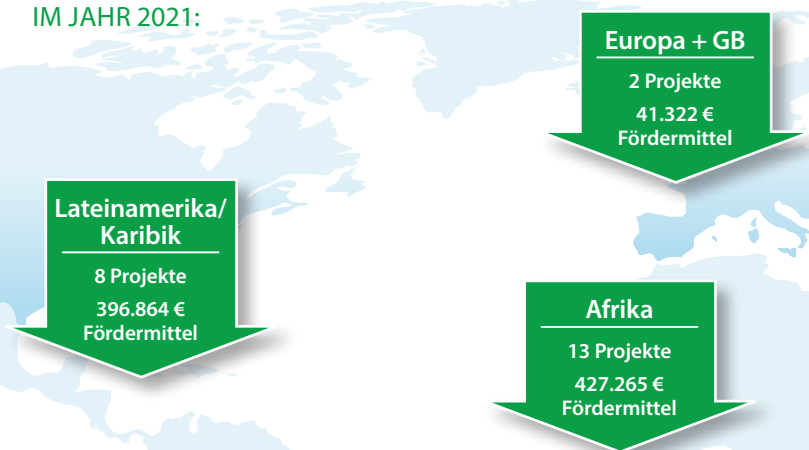 IM JAHR 2021:
Europa + GB
2 Projekte
41.322 €
Fördermittel
Lateinamerika/
Karibik
8 Projekte
396.864 €
Fördermittel
Afrika
13 Projekte
427.265 €
Fördermittel